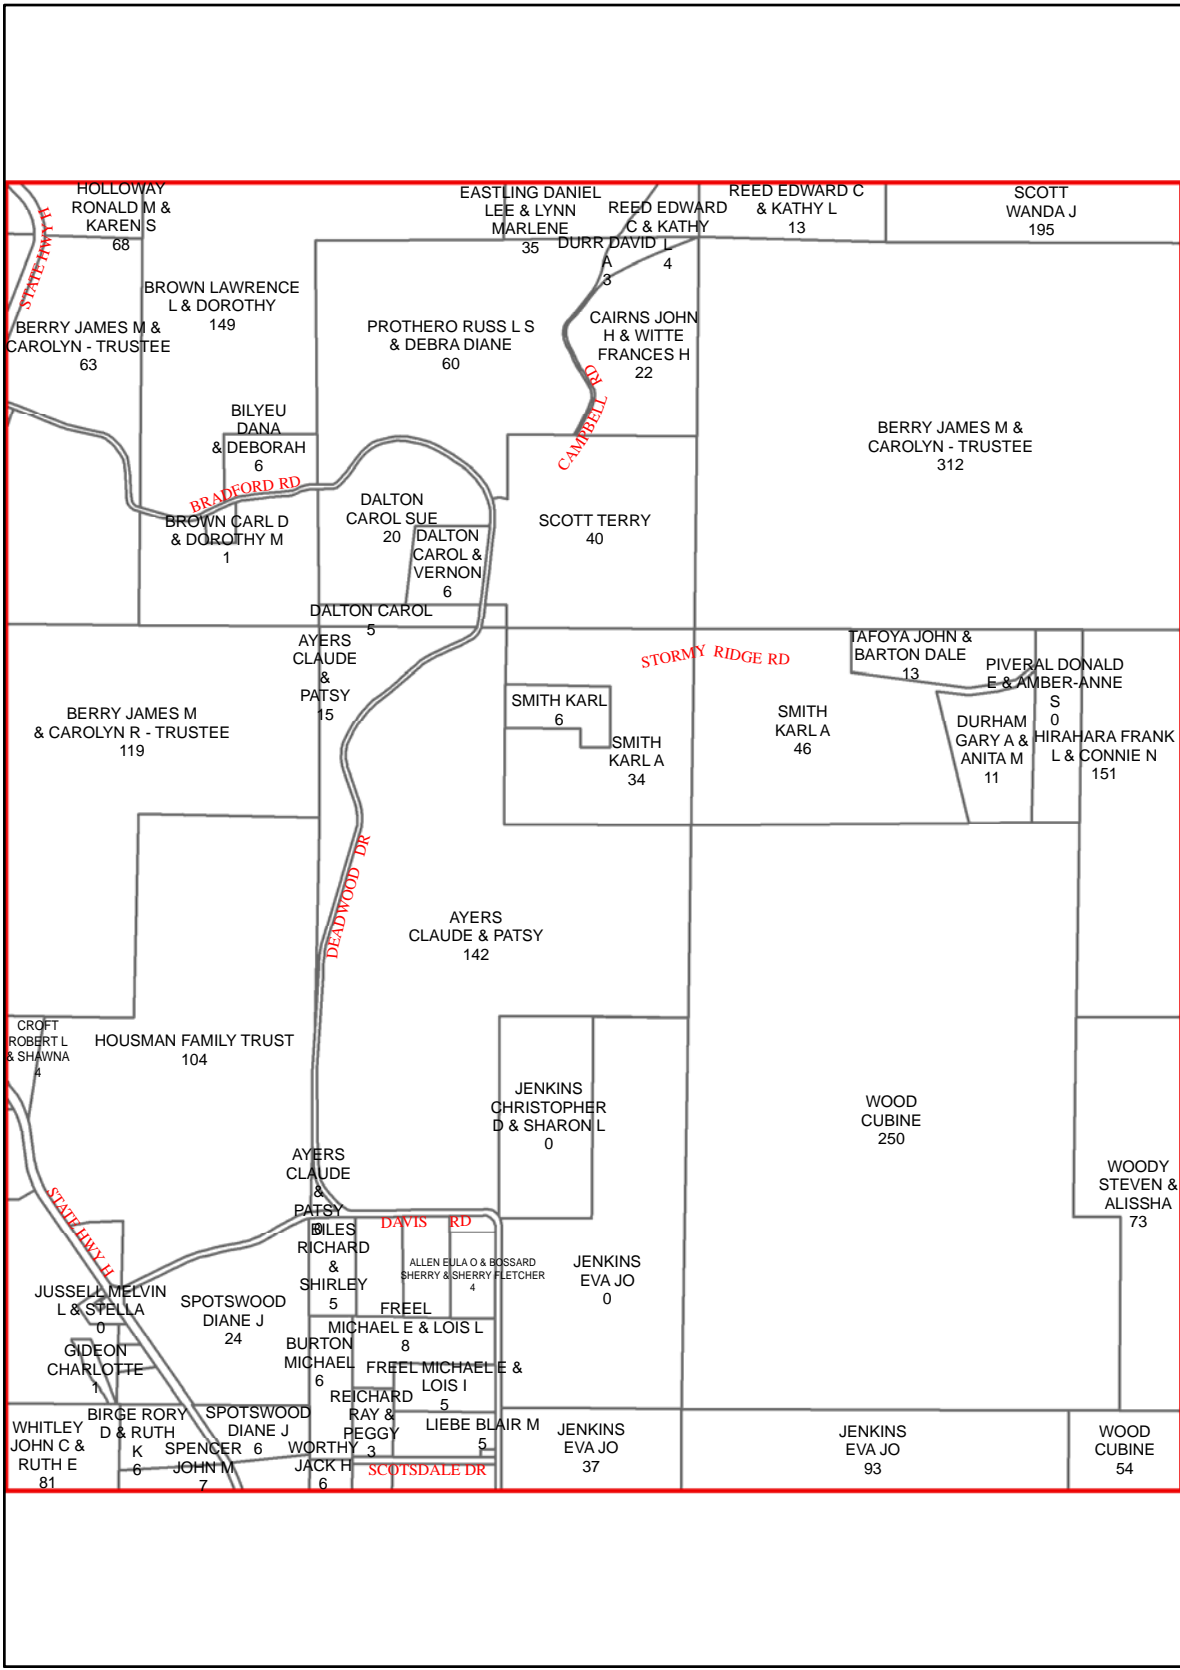 HOLLOWAY
RONALD M &
KAREN S
68
EASTLING DANIEL
LEE & LYNN
MARLENE
35
REED EDWARD
C & KATHY
L
4
REED EDWARD C
& KATHY L
13
SCOTT
WANDA J
195
STATE HWY H
DURR DAVID
A
3
BROWN LAWRENCE
L & DOROTHY
149
BERRY JAMES M &
CAROLYN - TRUSTEE
63
PROTHERO RUSS L S
& DEBRA DIANE
60
CAIRNS JOHN
H & WITTE
FRANCES H
22
CAMPBELL RD
BERRY JAMES M &
CAROLYN - TRUSTEE
312
BILYEU
DANA
& DEBORAH
6
BRADFORD RD
BROWN CARL D
& DOROTHY M
1
DALTON
CAROL SUE
20
DALTON
CAROL &
VERNON
6
SCOTT TERRY
40
DALTON CAROL
5
AYERS
CLAUDE
&
PATSY
15
STORMY RIDGE RD
TAFOYA JOHN &
BARTON DALE
13
PIVERAL DONALD
E & AMBER-ANNE
S
0
BERRY JAMES M
& CAROLYN R - TRUSTEE
119
SMITH KARL
6
SMITH
KARL A
34
SMITH
KARL A
46
DURHAM
GARY A &
ANITA M
11
HIRAHARA FRANK
L & CONNIE N
151
DEADWOOD DR
AYERS
CLAUDE & PATSY
142
CROFT
ROBERT L
& SHAWNA
4
HOUSMAN FAMILY TRUST
104
JENKINS
CHRISTOPHER
D & SHARON L
0
WOOD
CUBINE
250
WOODY
STEVEN &
ALISSHA
73
AYERS
CLAUDE
&
PATSY
0
STATE HWY H
DAVIS RD
BILES
RICHARD
&
SHIRLEY
5
ALLEN EULA O & BOSSARD
SHERRY & SHERRY FLETCHER
4
JENKINS
EVA JO
0
JUSSELL MELVIN
L & STELLA
0
SPOTSWOOD
DIANE J
24
FREEL
MICHAEL E & LOIS L
8
GIDEON
CHARLOTTE
1
BURTON
MICHAEL
6
FREEL MICHAEL E &
LOIS I
5
REICHARD
RAY &
PEGGY
3
LIEBE BLAIR M
5
WHITLEY
JOHN C &
RUTH E
81
BIRGE RORY
D & RUTH
K
6
SPOTSWOOD
DIANE J
6
SPENCER
JOHN M
7
WORTHY
JACK H
6
SCOTSDALE DR
JENKINS
EVA JO
37
JENKINS
EVA JO
93
WOOD
CUBINE
54